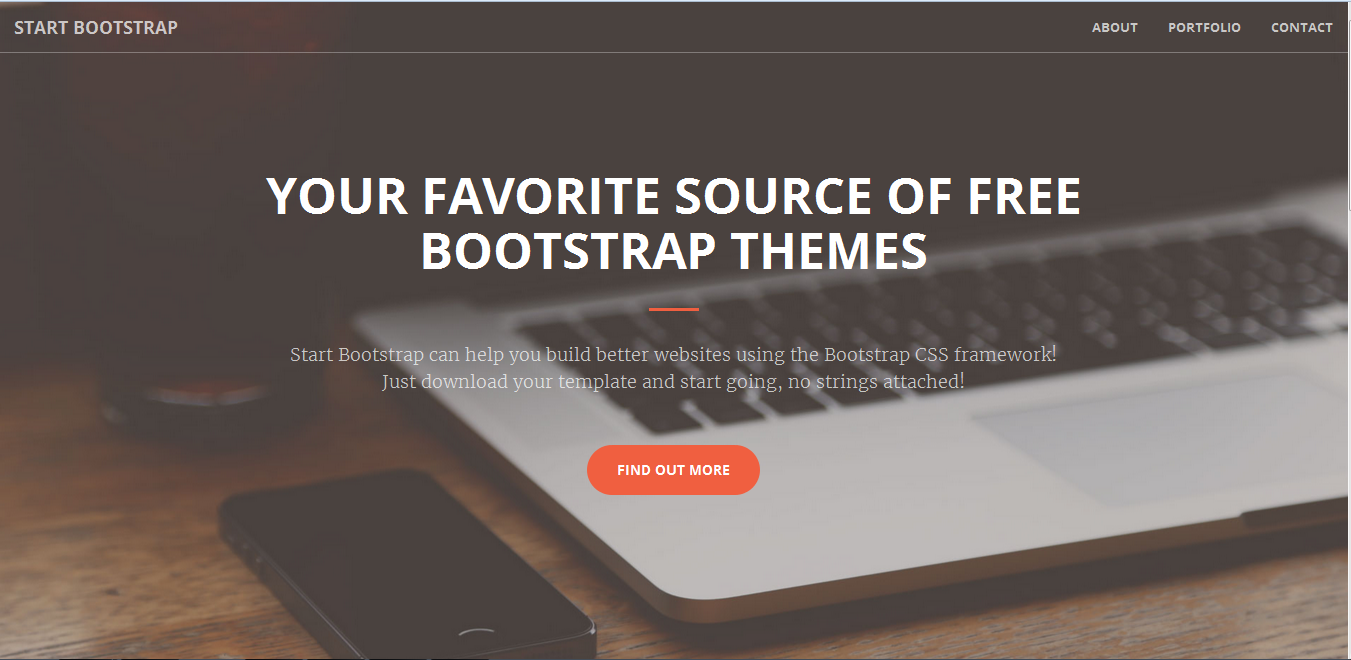 START BOOTSTRAP
ABOUT PORTFOLIO CONTACT
YOUR FAVORITE SOURCE OF FREE
BOOTSTRAP THEMES
Start Bootstrap can help you build better websites using the Bootstrap CSS framework!
Just download your template and start going, no strings attached!
FIND OUT MORE